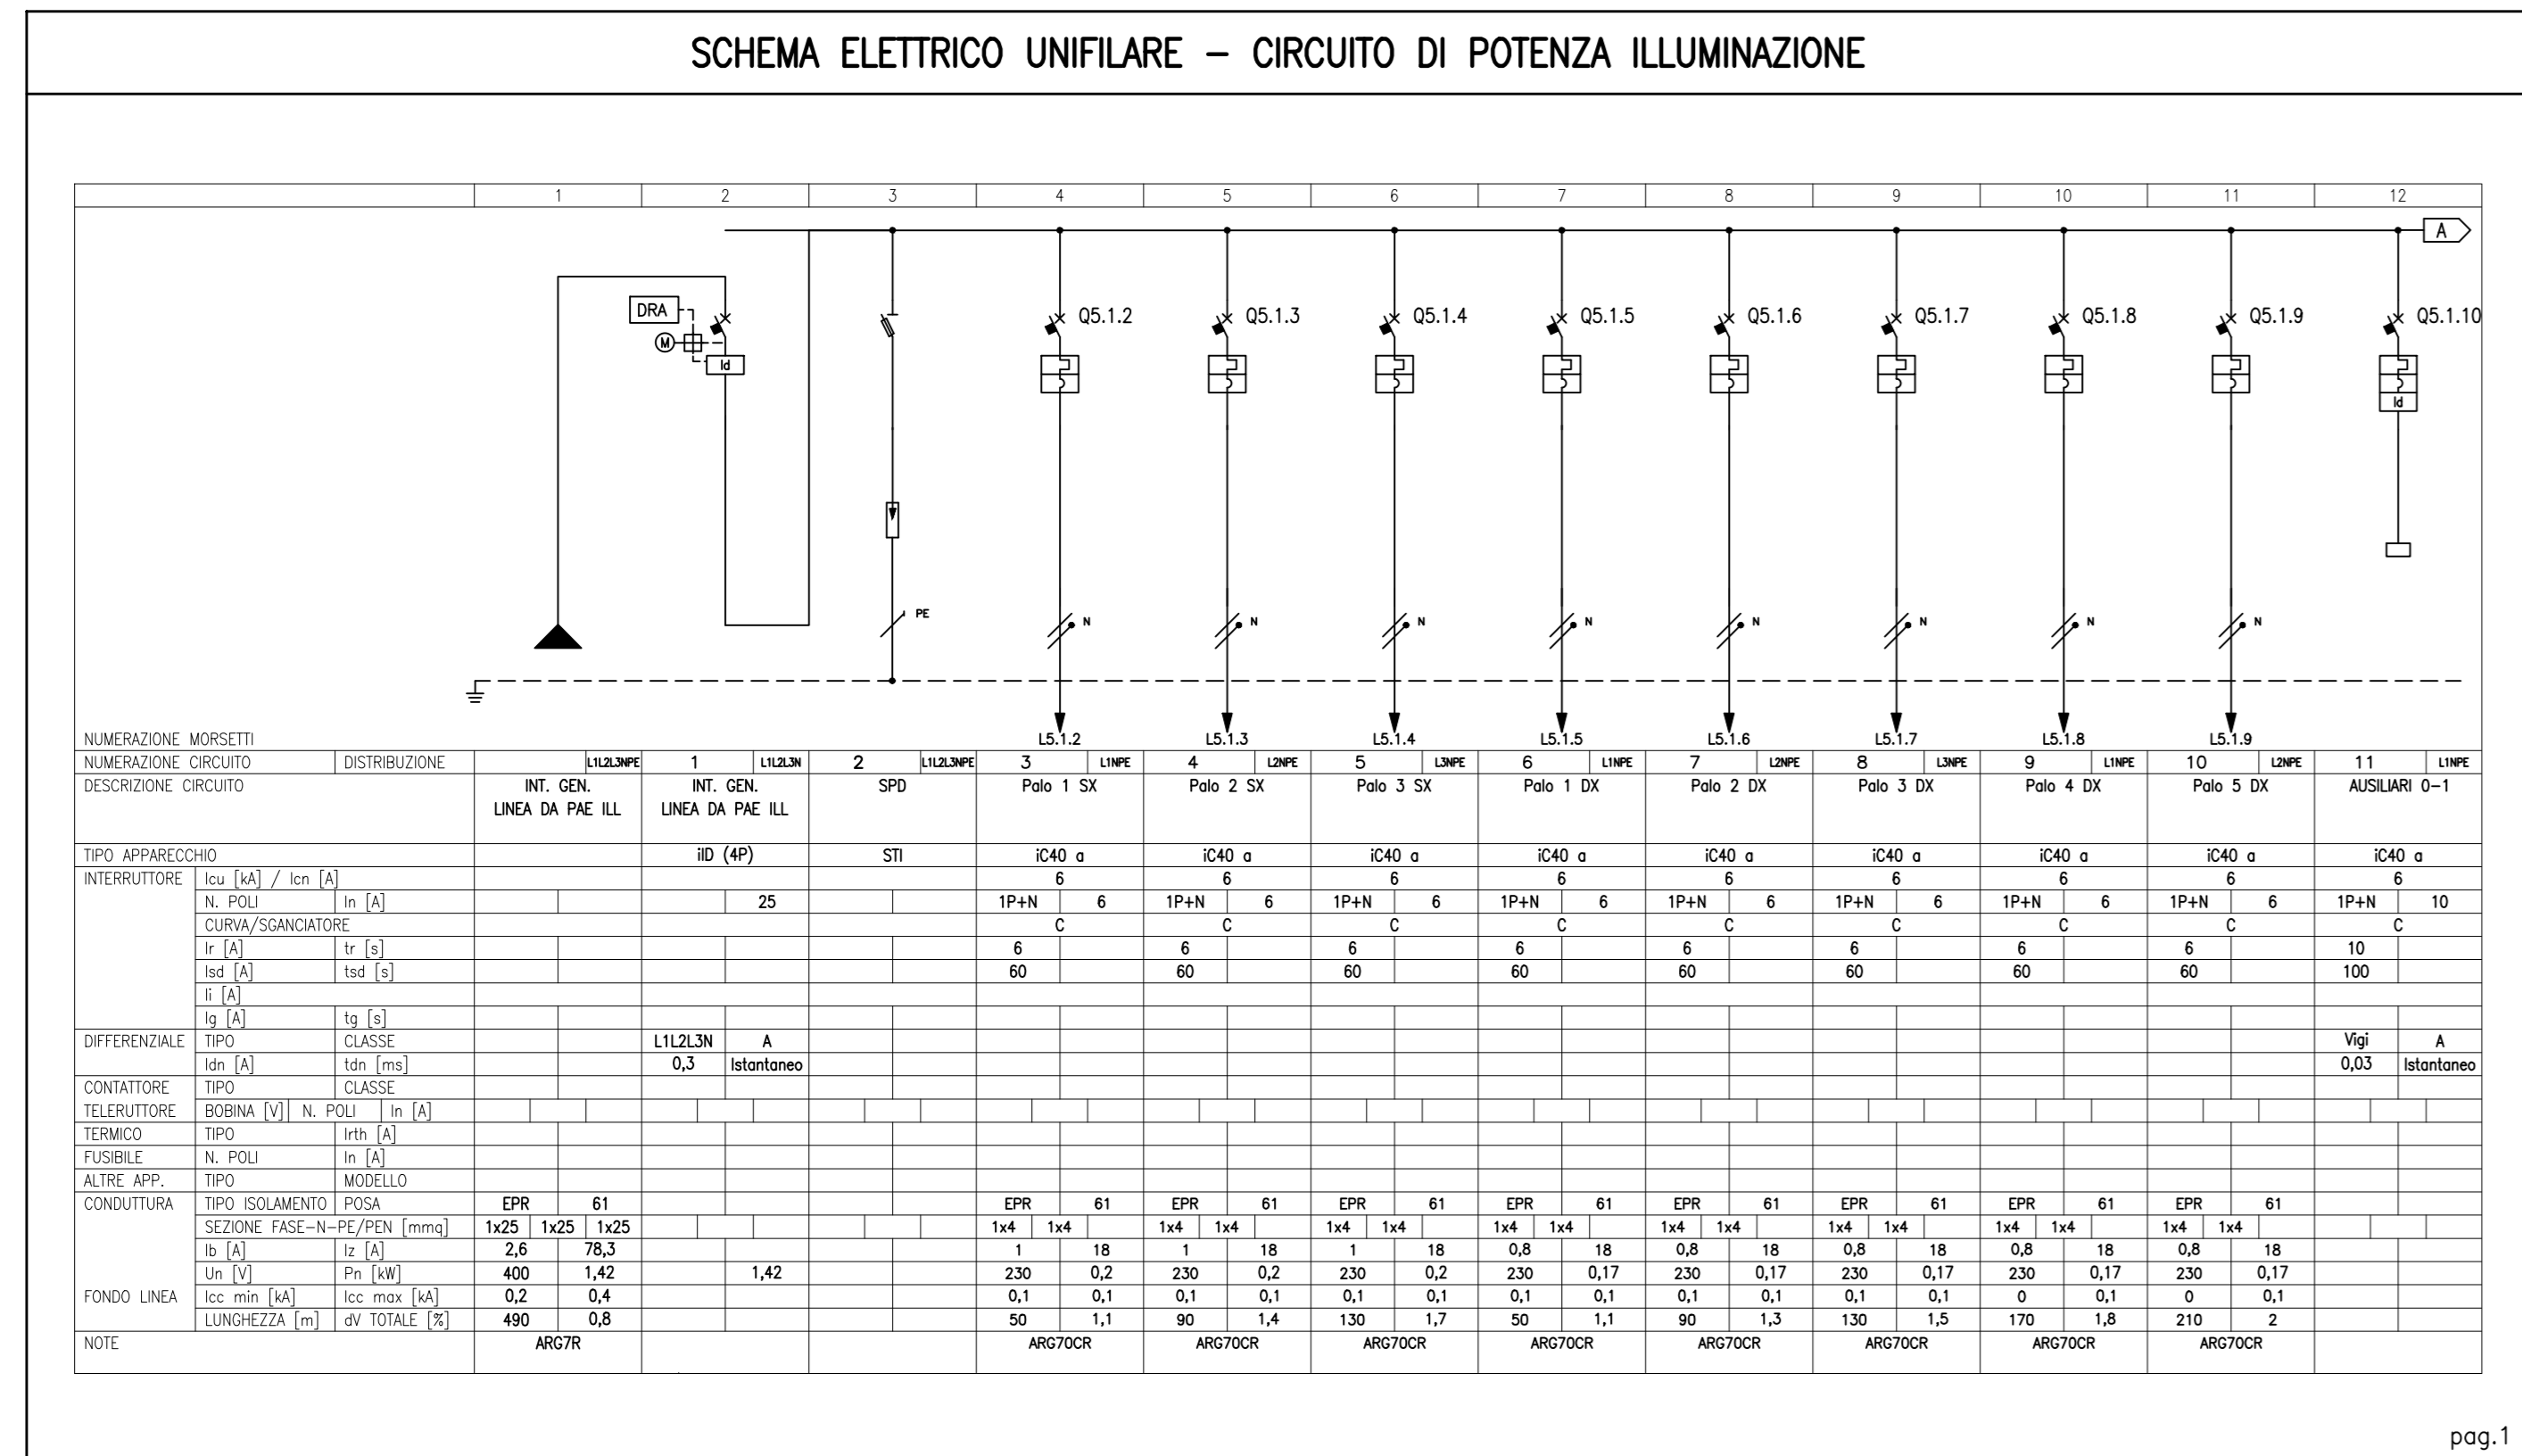 SCHEMA ELETTRICO UNIFILARE – CIRCUITO DI POTENZA ILLUMINAZIONE
1 2 3 4 5 6 7 8 9 10 11 12
A
DRA Q5.1.2 Q5.1.3 Q5.1.4 Q5.1.5 Q5.1.6 Q5.1.7 Q5.1.8 Q5.1.9 Q5.1.10
M
Id
Id
PE N N N N N N N N
NUMERAZIONE MORSETTI L5.1.2 L5.1.3 L5.1.4 L5.1.5 L5.1.6 L5.1.7 L5.1.8 L5.1.9
NUMERAZIONE CIRCUITO DISTRIBUZIONE L1L2L3NPE 1 L1L2L3N 2 L1L2L3NPE 3 L1NPE 4 L2NPE 5 L3NPE 6 L1NPE 7 L2NPE 8 L3NPE 9 L1NPE 10 L2NPE 11 L1NPE
DESCRIZIONE CIRCUITO INT. GEN. INT. GEN. SPD Palo 1 SX Palo 2 SX Palo 3 SX Palo 1 DX Palo 2 DX Palo 3 DX Palo 4 DX Palo 5 DX AUSILIARI 0–1
LINEA DA PAE ILL LINEA DA PAE ILL
TIPO APPARECCHIO iID (4P) STI iC40 a iC40 a iC40 a iC40 a iC40 a iC40 a iC40 a iC40 a iC40 a
INTERRUTTORE Icu [kA] / Icn [A] 6 6 6 6 6 6 6 6 6
N. POLI In [A] 25 1P+N 6 1P+N 6 1P+N 6 1P+N 6 1P+N 6 1P+N 6 1P+N 6 1P+N 6 1P+N 10
CURVA/SGANCIATORE C C C C C C C C C
Ir [A] tr [s] 6 6 6 6 6 6 6 6 10
Isd [A] tsd [s] 60 60 60 60 60 60 60 60 100
Ii [A]
Ig [A] tg [s]
DIFFERENZIALE TIPO CLASSE L1L2L3N A Vigi A
Idn [A] tdn [ms] 0,3 Istantaneo 0,03 Istantaneo
CONTATTORE TIPO CLASSE
TELERUTTORE BOBINA [V] N. POLI In [A]
TERMICO TIPO Irth [A]
FUSIBILE N. POLI In [A]
ALTRE APP. TIPO MODELLO
CONDUTTURA TIPO ISOLAMENTO POSA EPR 61 EPR 61 EPR 61 EPR 61 EPR 61 EPR 61 EPR 61 EPR 61 EPR 61
SEZIONE FASE–N–PE/PEN [mmq] 1x25 1x25 1x25 1x4 1x4 1x4 1x4 1x4 1x4 1x4 1x4 1x4 1x4 1x4 1x4 1x4 1x4 1x4 1x4
Ib [A] Iz [A] 2,6 78,3 1 18 1 18 1 18 0,8 18 0,8 18 0,8 18 0,8 18 0,8 18
Un [V] Pn [kW] 400 1,42 1,42 230 0,2 230 0,2 230 0,2 230 0,17 230 0,17 230 0,17 230 0,17 230 0,17
FONDO LINEA Icc min [kA] Icc max [kA] 0,2 0,4 0,1 0,1 0,1 0,1 0,1 0,1 0,1 0,1 0,1 0,1 0,1 0,1 0 0,1 0 0,1
LUNGHEZZA [m] dV TOTALE [%] 490 0,8 50 1,1 90 1,4 130 1,7 50 1,1 90 1,3 130 1,5 170 1,8 210 2
NOTE ARG7R ARG7OCR ARG7OCR ARG7OCR ARG7OCR ARG7OCR ARG7OCR ARG7OCR ARG7OCR
pag.1